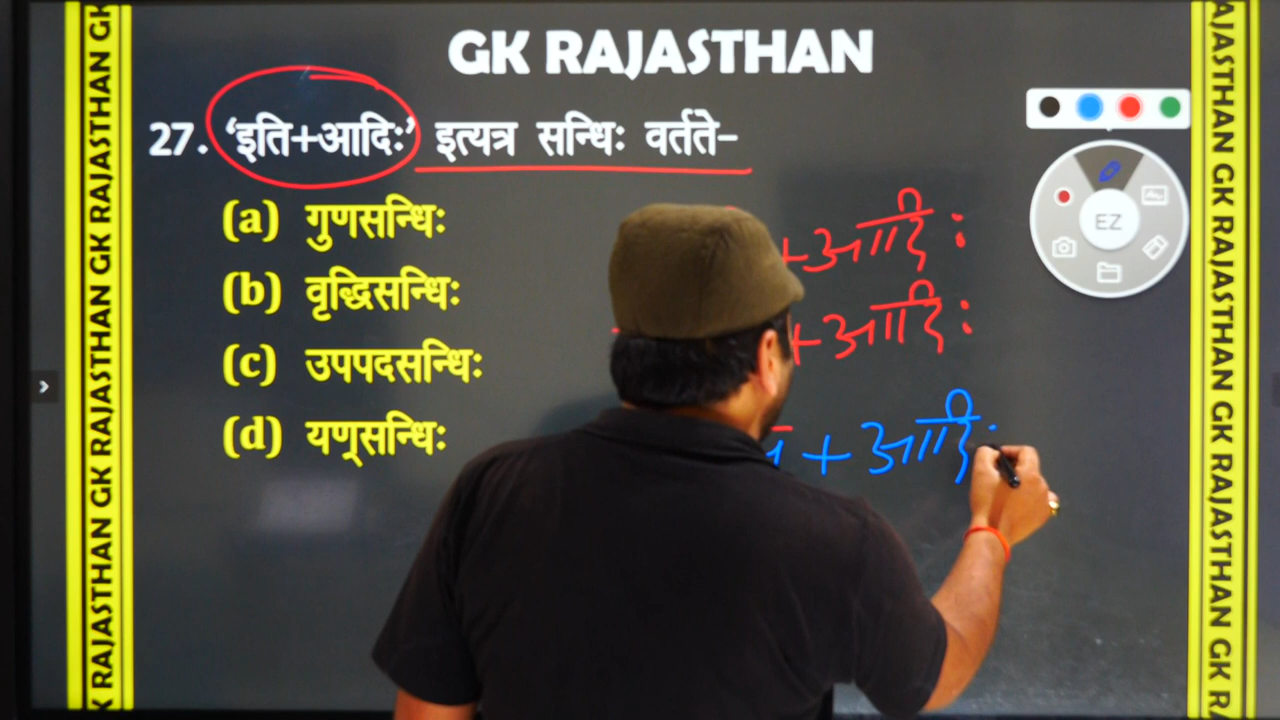 GK RAJASTHAN
27. ‘इति+आदिः’ इत्यत्र सन्धिः वर्तते-
(a) गुणसन्धिः
(b) वृद्धिसन्धिः
(c) उपपदसन्धिः
(d) यण्सन्धिः
+आदि:
+आदि:
+ आदि:
EZ
RAJASTHAN GK RAJASTHAN GK RAJASTHAN GK
AJASTHAN GK RAJASTHAN GK RAJASTHAN GK R